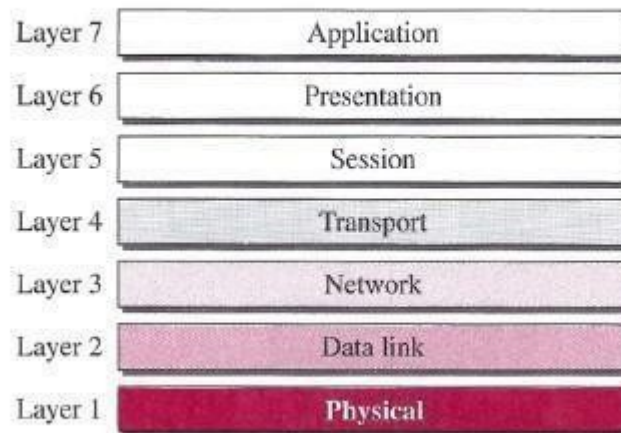 Layer 7 Application
Layer 6 Presentation
Layer 5 Session
Layer 4 Transport
Layer 3 Network
Layer 2 Data link
Layer 1 Physical